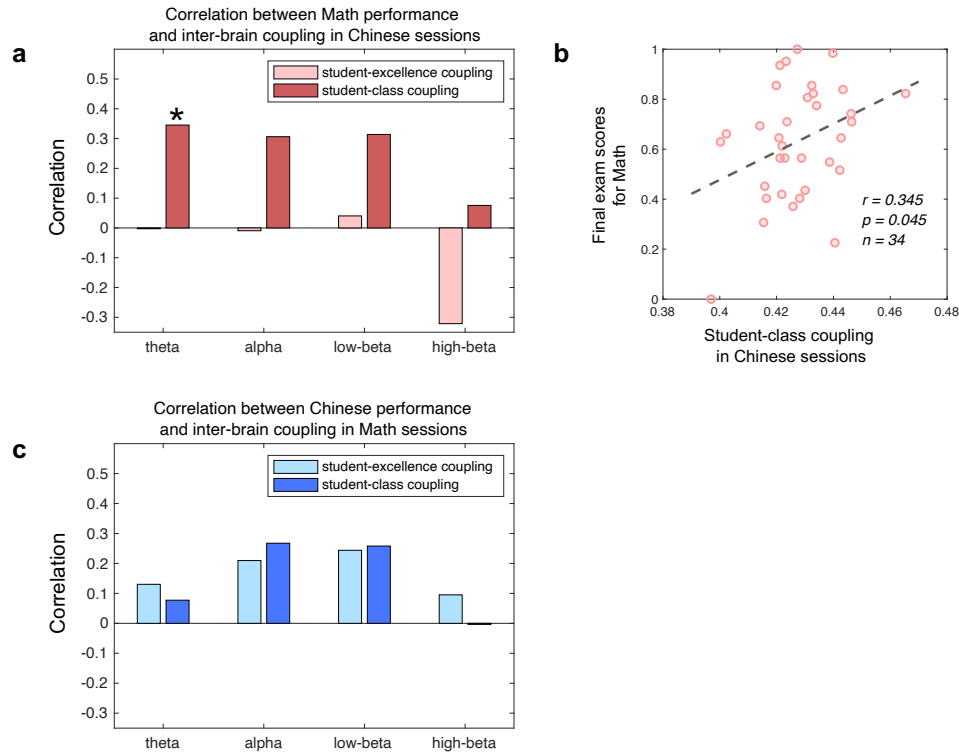 a
Correlation between Math performance
and inter-brain coupling in Chinese sessions
student-excellence coupling
student-class coupling
*
Correlation
0.5
0.4
0.3
0.2
0.1
0
-0.1
-0.2
-0.3
theta alpha low-beta high-beta
b
Final exam scores
for Math
1
0.8
0.6
0.4
0.2
0
r = 0.345
p = 0.045
n = 34
0.38 0.4 0.42 0.44 0.46 0.48
Student-class coupling
in Chinese sessions
c
Correlation between Chinese performance
and inter-brain coupling in Math sessions
student-excellence coupling
student-class coupling
Correlation
0.5
0.4
0.3
0.2
0.1
0
-0.1
-0.2
-0.3
theta alpha low-beta high-beta